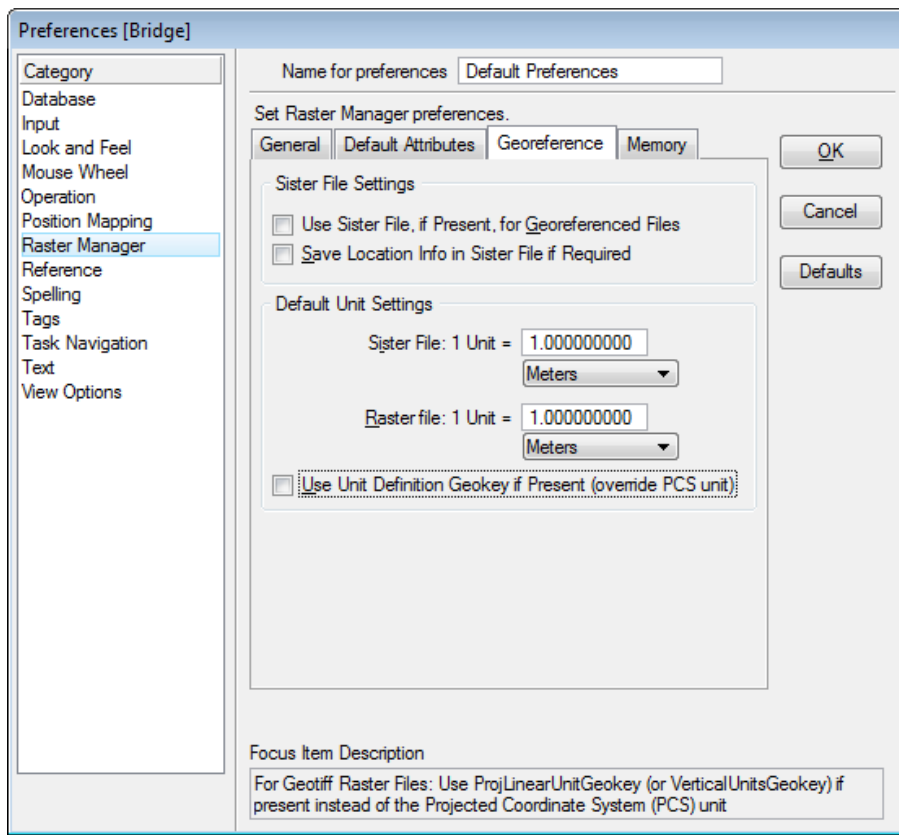 Preferences [Bridge]
Category
Database
Input
Look and Feel
Mouse Wheel
Operation
Position Mapping
Raster Manager
Reference
Spelling
Tags
Task Navigation
Text
View Options
Name for preferences Default Preferences
Set Raster Manager preferences.
General Default Attributes Georeference Memory
Sister File Settings
Use Sister File, if Present, for Georeferenced Files
Save Location Info in Sister File if Required
Default Unit Settings
Sister File: 1 Unit = 1.000000000
Meters
Raster file: 1 Unit = 1.000000000
Meters
Use Unit Definition Geokey if Present (override PCS unit)
OK
Cancel
Defaults
Focus Item Description
For Geotiff Raster Files: Use ProjLinearUnitGeokey (or VerticalUnitsGeokey) if
present instead of the Projected Coordinate System (PCS) unit